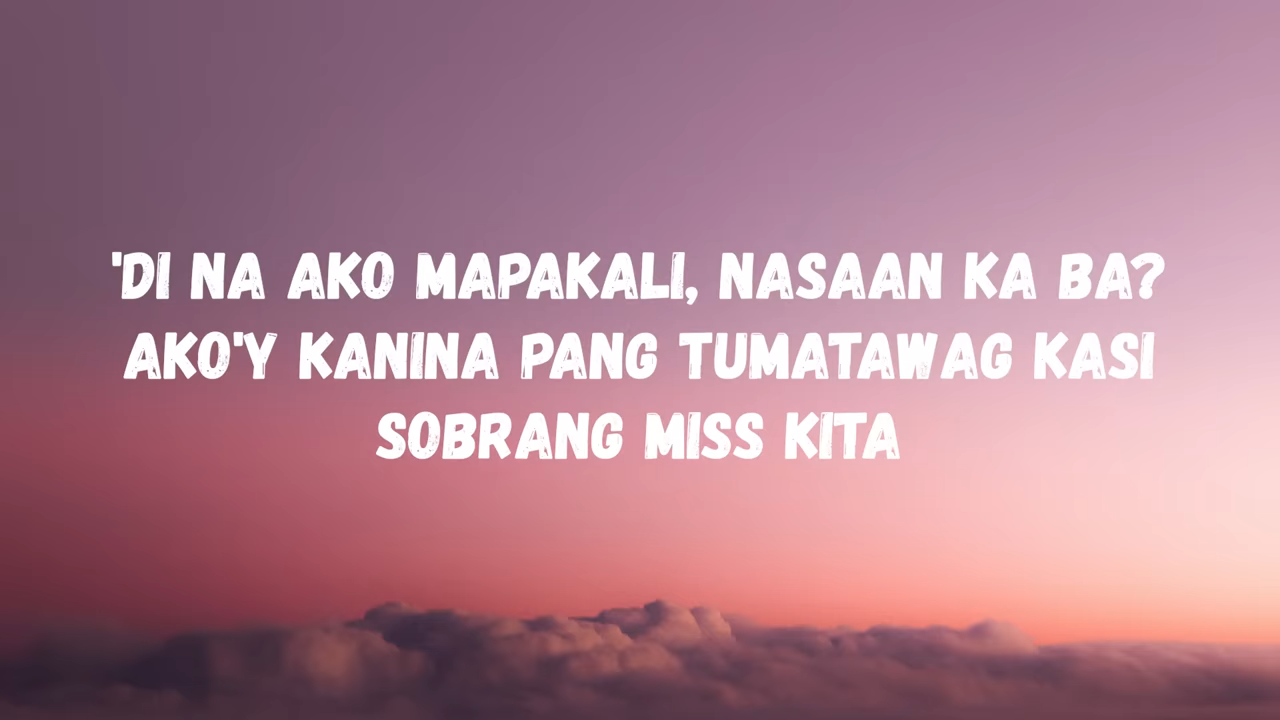 'DI NA AKO MAPAKALI, NASAAN KA BA?
AKO'Y KANINA PANG TUMATAWAG KASI
SOBRANG MISS KITA